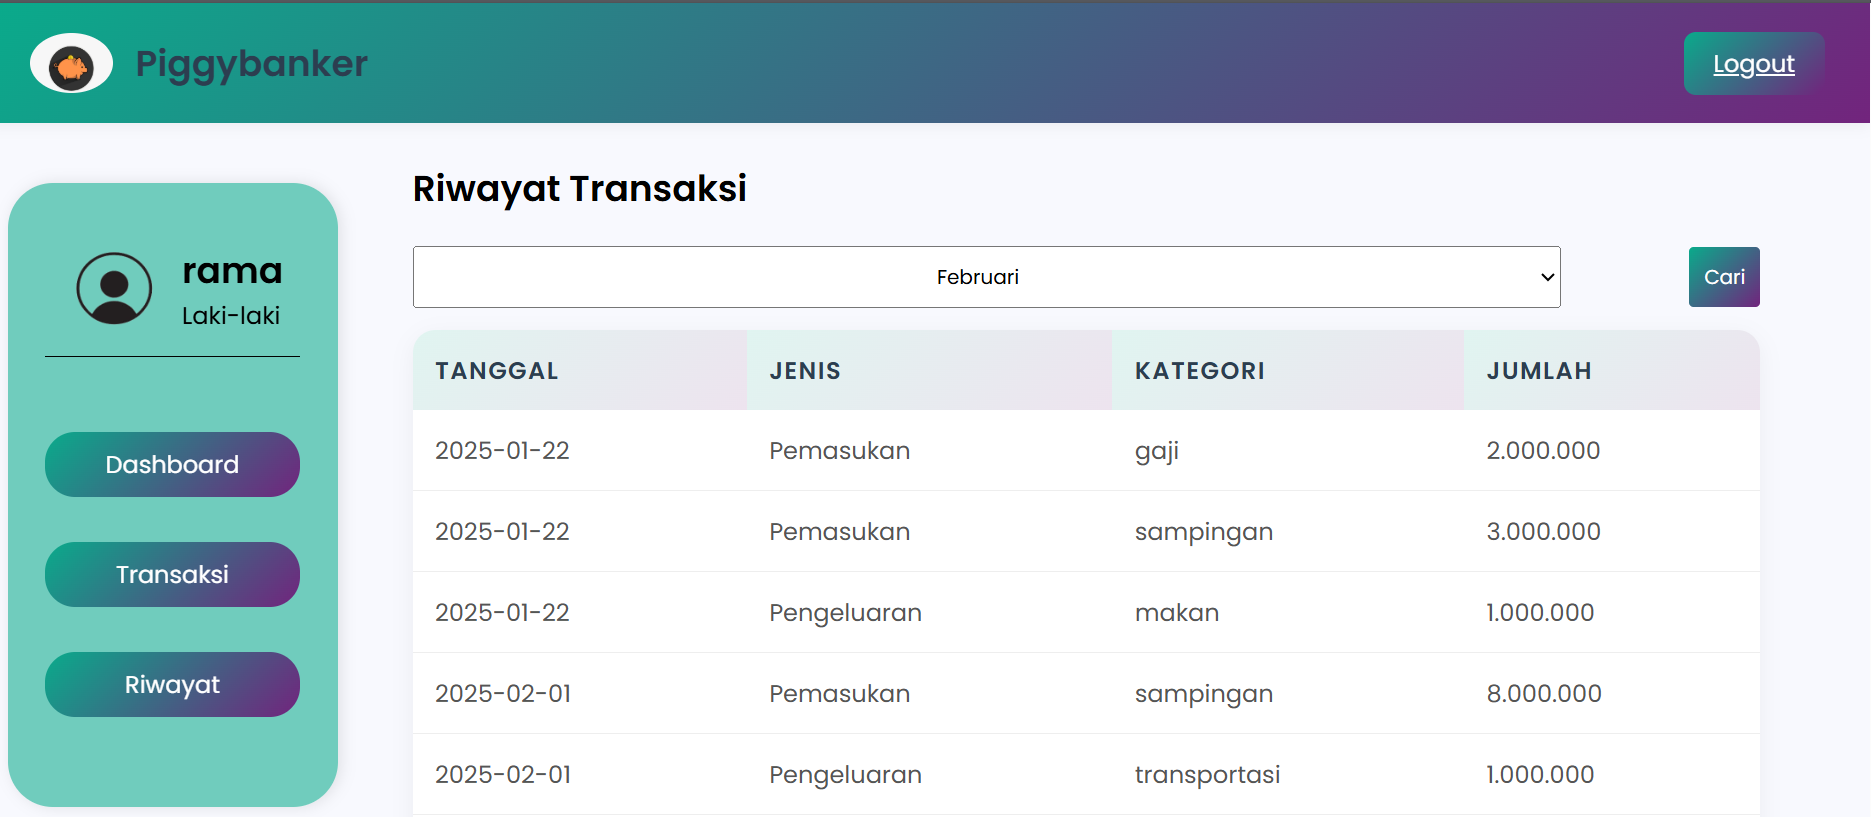 Piggybanker
Logout
rama
Laki-laki
Dashboard
Transaksi
Riwayat
Riwayat Transaksi
Februari
Cari
TANGGAL JENIS KATEGORI JUMLAH
2025-01-22 Pemasukan gaji 2.000.000
2025-01-22 Pemasukan sampingan 3.000.000
2025-01-22 Pengeluaran makan 1.000.000
2025-02-01 Pemasukan sampingan 8.000.000
2025-02-01 Pengeluaran transportasi 1.000.000